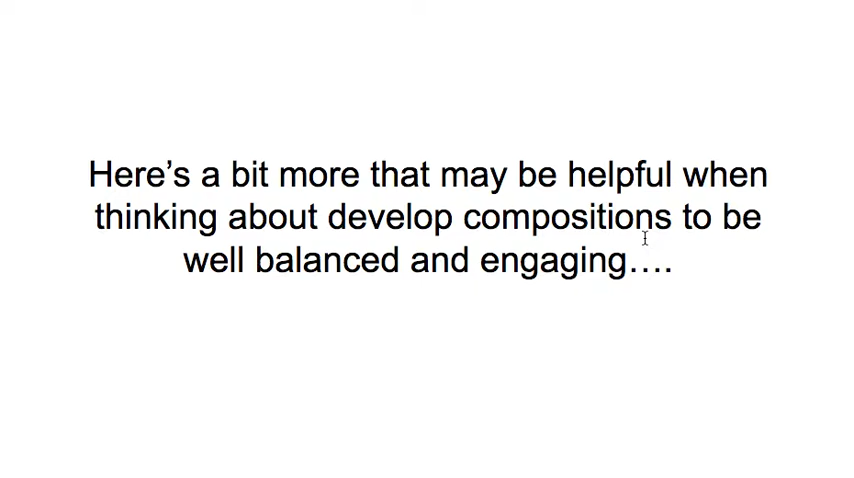 Here’s a bit more that may be helpful when
thinking about develop compositions to be
well balanced and engaging….